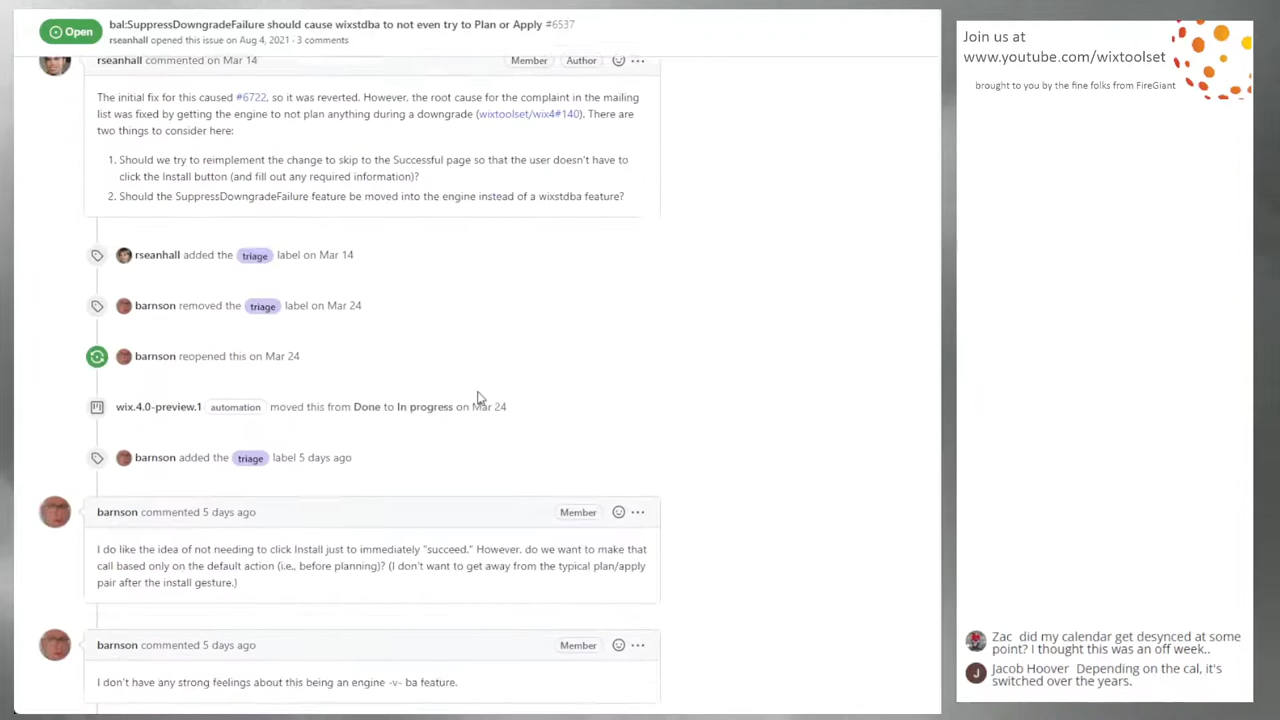 Open
bal:SuppressDowngradeFailure should cause wixstdba to not even try to Plan or Apply #6537
rseanhall opened this issue on Aug 4, 2021 · 3 comments
rseanhall commented on Mar 14
Member
Author
The initial fix for this caused #6722, so it was reverted. However, the root cause for the complaint in the mailing
list was fixed by getting the engine to not plan anything during a downgrade (wixtoolset/wix4#140). There are
two things to consider here:
1. Should we try to reimplement the change to skip to the Successful page so that the user doesn't have to
click the Install button (and fill out any required information)?
2. Should the SuppressDowngradeFailure feature be moved into the engine instead of a wixstdba feature?
rseanhall added the triage label on Mar 14
barnson removed the triage label on Mar 24
barnson reopened this on Mar 24
wix.4.0-preview.1 automation moved this from Done to In progress on Mar 24
barnson added the triage label 5 days ago
barnson commented 5 days ago
Member
I do like the idea of not needing to click Install just to immediately "succeed." However, do we want to make that
call based only on the default action (i.e., before planning)? (I don't want to get away from the typical plan/apply
pair after the install gesture.)
barnson commented 5 days ago
Member
I don't have any strong feelings about this being an engine -v- ba feature.
Join us at
www.youtube.com/wixtoolset
brought to you by the fine folks from FireGiant
Zac did my calendar get desynced at some
point? I thought this was an off week..
J
Jacob Hoover Depending on the cal, it's
switched over the years.